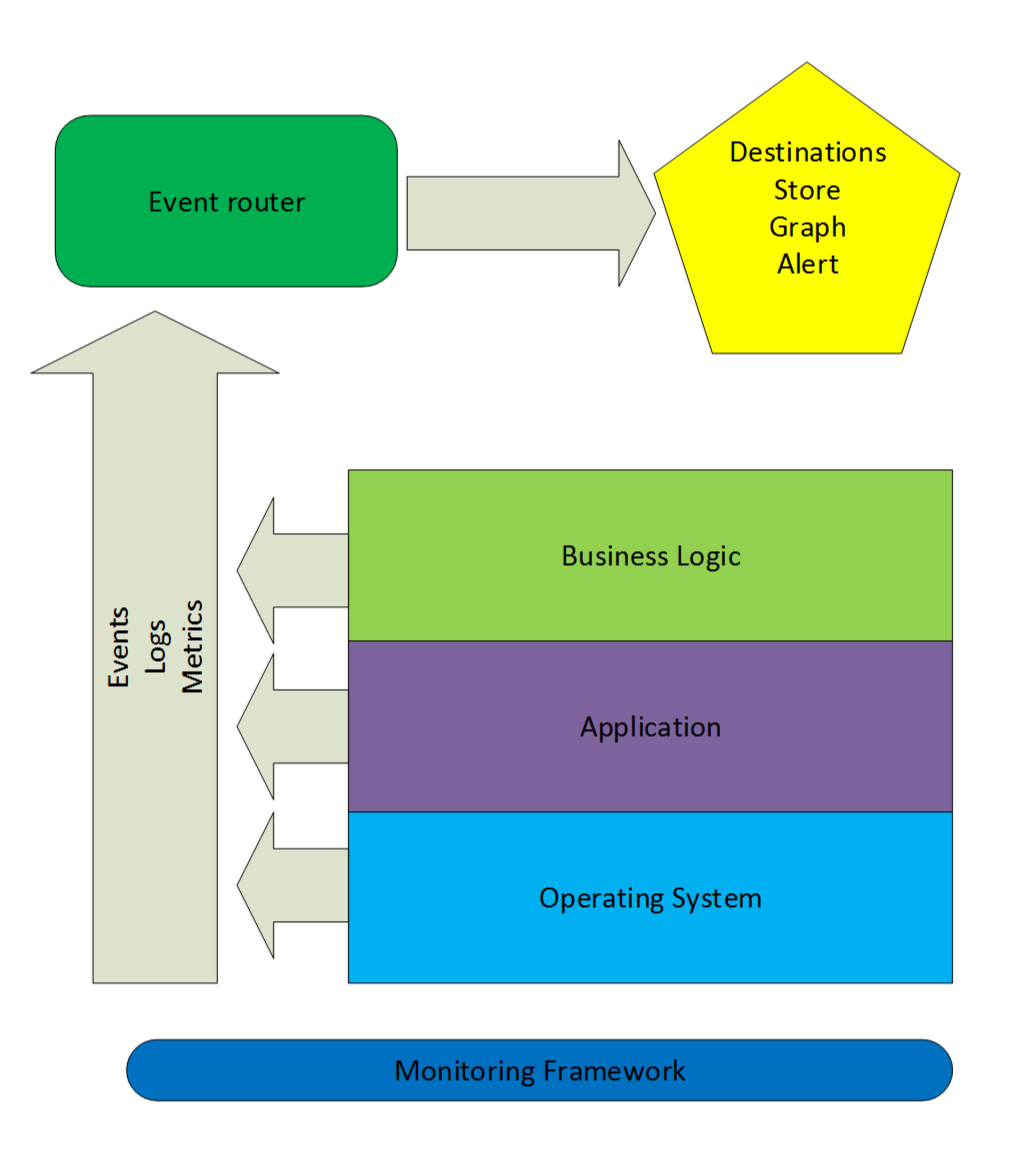 Event router
Destinations
Store
Graph
Alert
Events
Logs
Metrics
Business Logic
Application
Operating System
Monitoring Framework